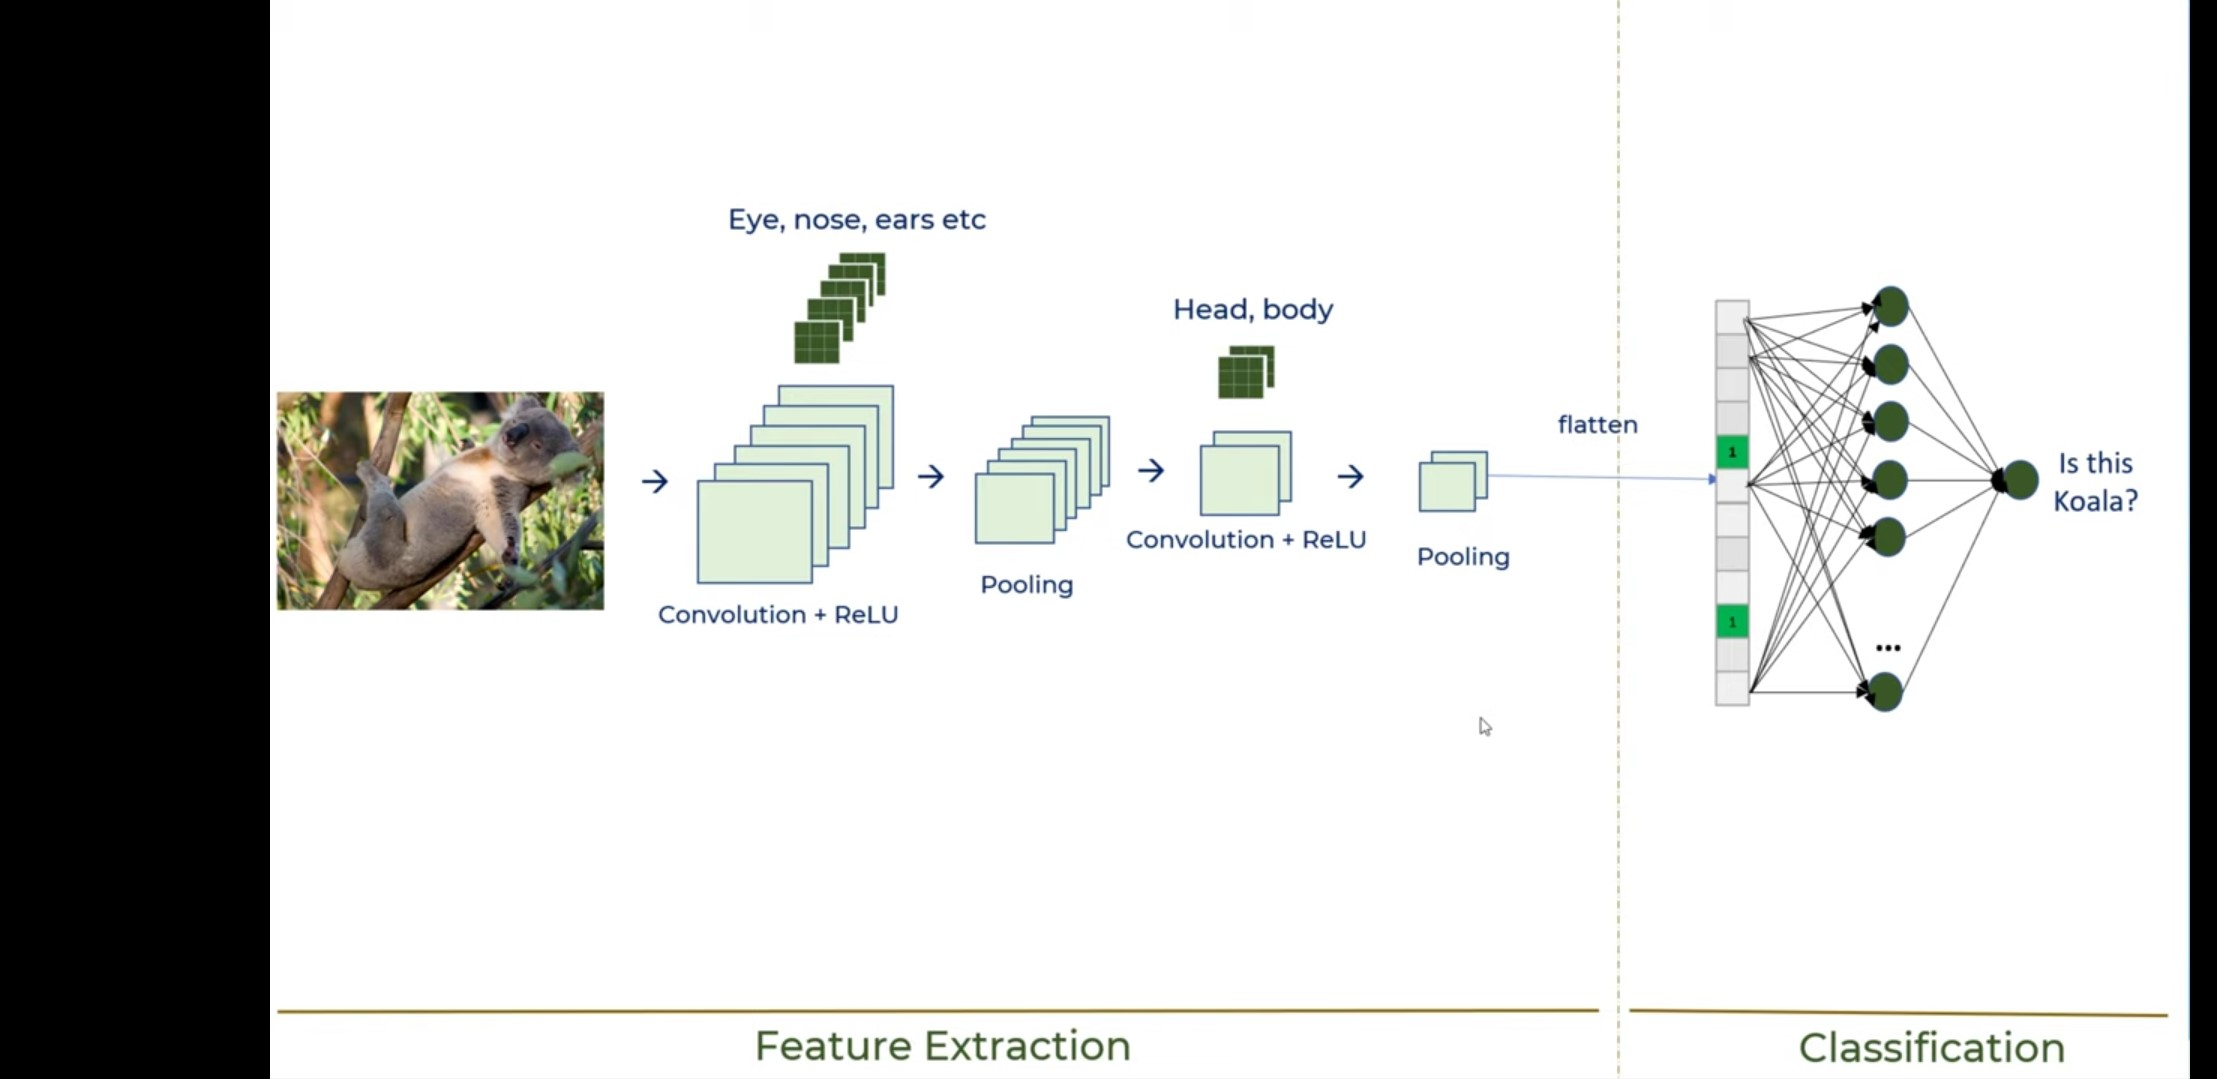 Eye, nose, ears etc
Convolution + ReLU
Pooling
Head, body
Convolution + ReLU
Pooling
flatten
1
1
...
Is this
Koala?
Feature Extraction
Classification